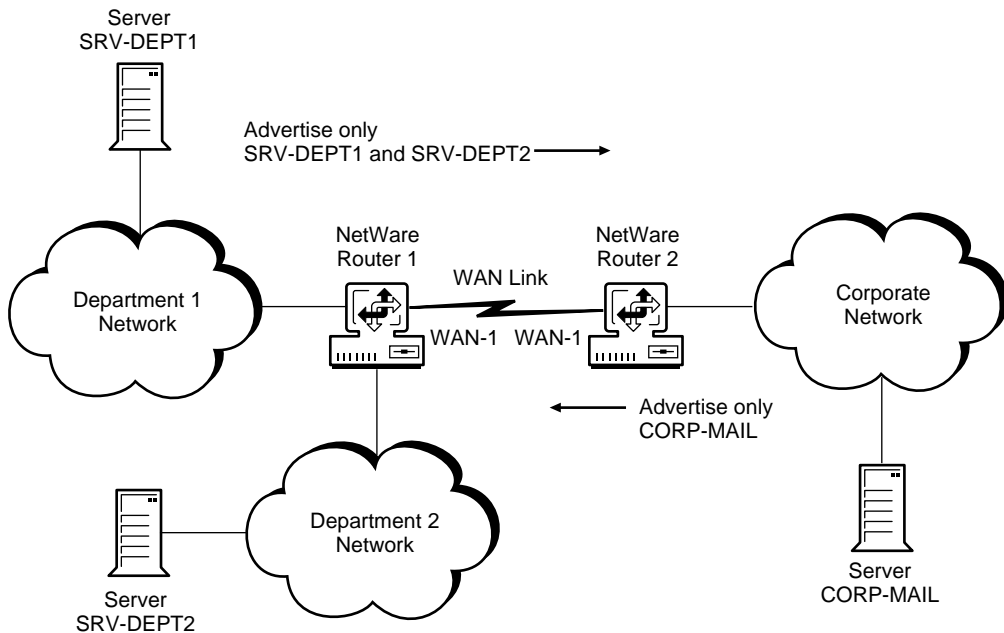 Server
SRV-DEPT1
Advertise only
SRV-DEPT1 and SRV-DEPT2
NetWare
Router 1
NetWare
Router 2
WAN Link
Department 1
Network
Corporate
Network
WAN-1
WAN-1
Advertise only
CORP-MAIL
Department 2
Network
Server
CORP-MAIL
Server
SRV-DEPT2